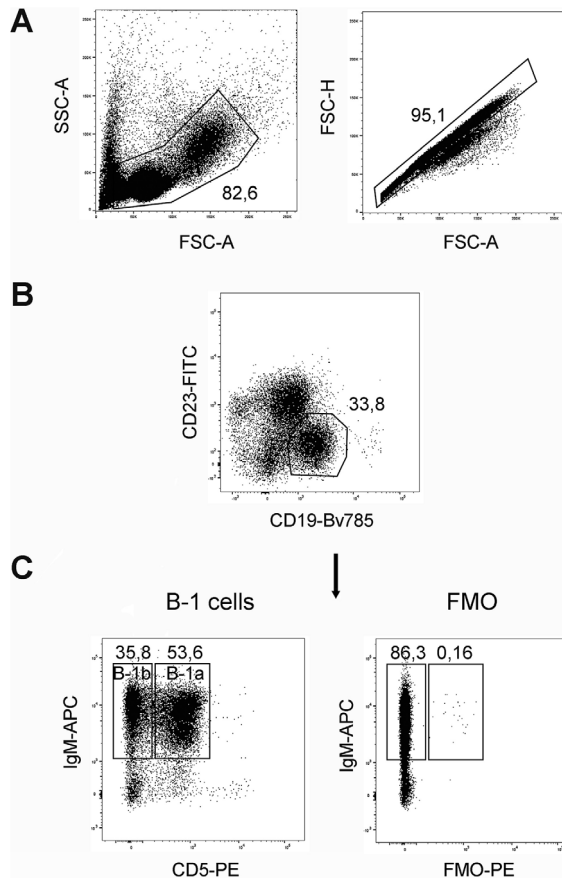 A
SSC-A
82,6
FSC-A
FSC-H
95,1
FSC-A
B
CD23-FITC
33,8
CD19-Bv785
C
B-1 cells
FMO
35,8 53,6
B-1b B-1a
IgM-APC
CD5-PE
86,3 0,16
IgM-APC
FMO-PE